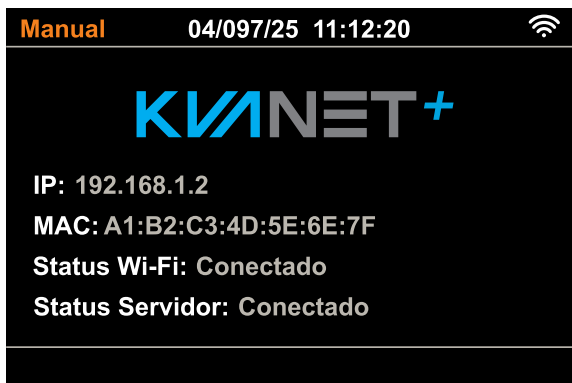 Manual 04/097/25 11:12:20
KVANET+
IP: 192.168.1.2
MAC: A1:B2:C3:4D:5E:6E:7F
Status Wi-Fi: Conectado
Status Servidor: Conectado